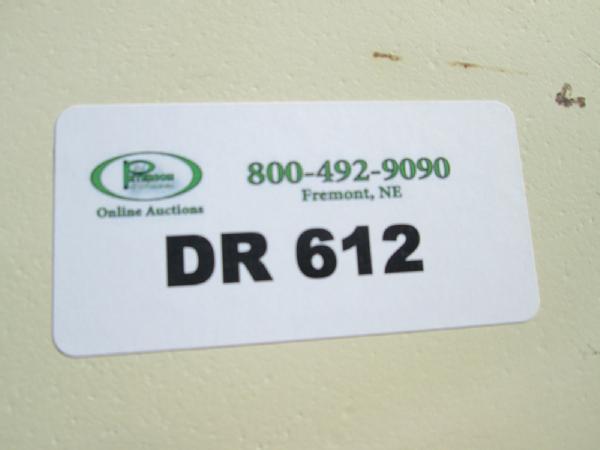 800-492-9090
Fremont, NE
Online Auctions
DR 612